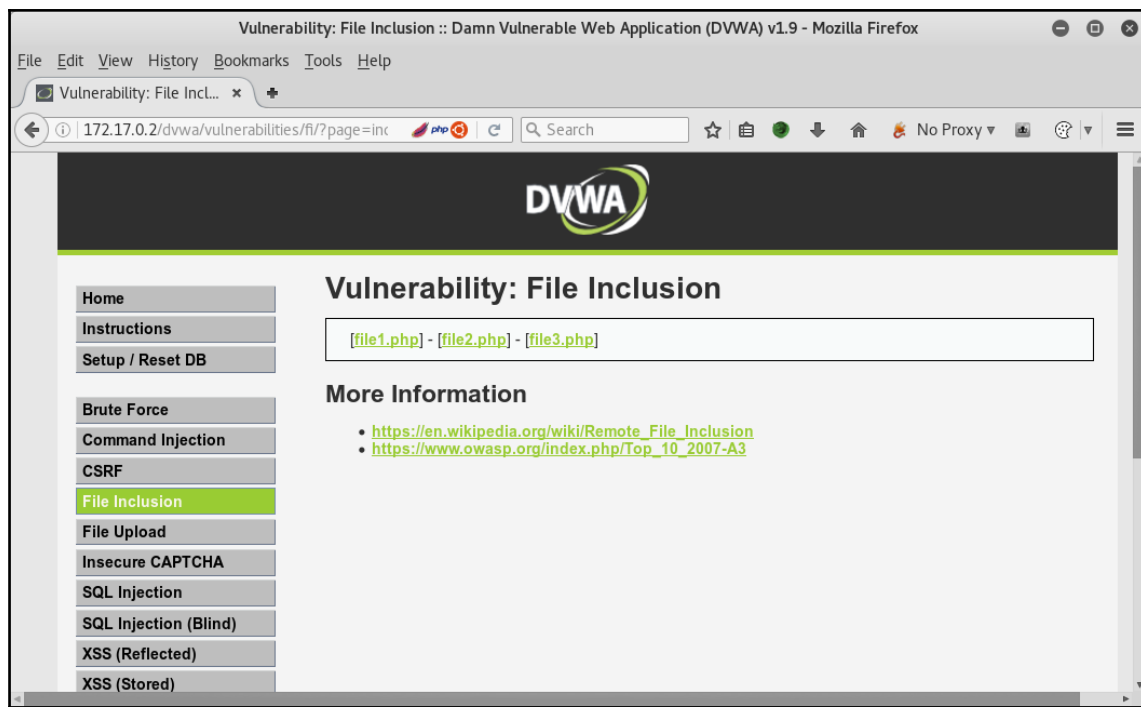 Vulnerability: File Inclusion :: Damn Vulnerable Web Application (DVWA) v1.9 - Mozilla Firefox
File Edit View History Bookmarks Tools Help
Vulnerability: File Incl...
172.17.0.2/dvwa/vulnerabilities/fi/?page=inc php Search No Proxy
DVWA
Vulnerability: File Inclusion
[file1.php] - [file2.php] - [file3.php]
More Information
• https://en.wikipedia.org/wiki/Remote_File_Inclusion
• https://www.owasp.org/index.php/Top_10_2007-A3
Home
Instructions
Setup / Reset DB
Brute Force
Command Injection
CSRF
File Inclusion
File Upload
Insecure CAPTCHA
SQL Injection
SQL Injection (Blind)
XSS (Reflected)
XSS (Stored)